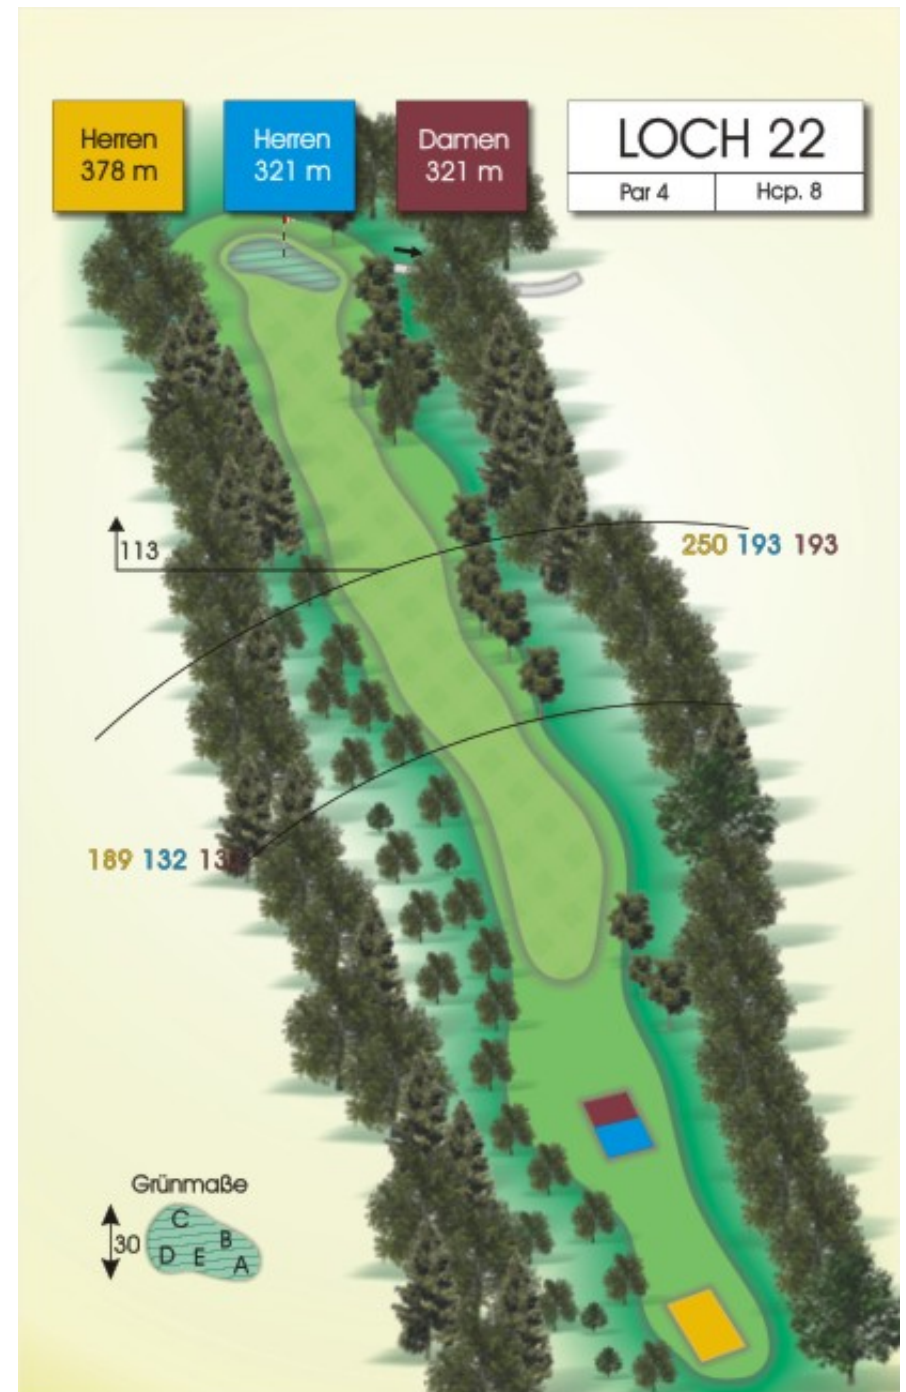 Herren
378 m
Herren
321 m
Damen
321 m
LOCH 22
Par 4
Hcp. 8
113
250 193 193
189 132
Grünmaße
30
C
B
D E A